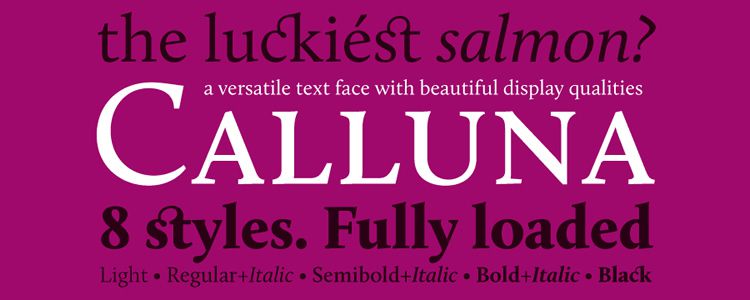 the luckiést salmon?
a versatile text face with beautiful display qualities
CALLUNA
8 styles. Fully loaded
Light • Regular+Italic • Semibold+Italic • Bold+Italic • Black